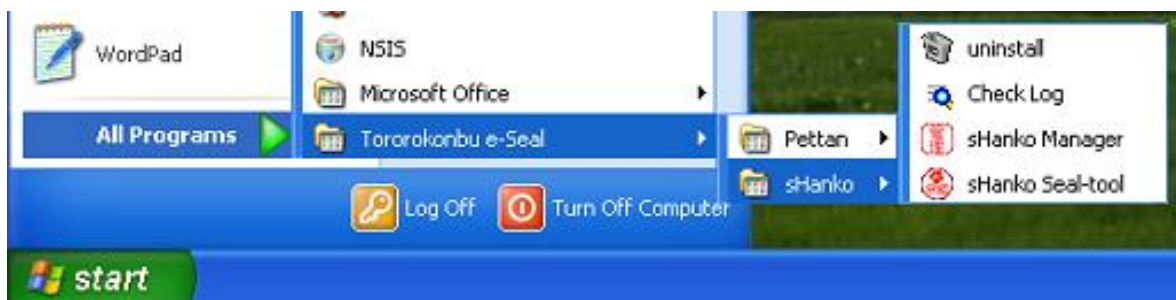 WordPad
All Programs
NSIS
Microsoft Office
Tororokonbu e-Seal
Pettan
sHanko
uninstall
Check Log
sHanko Manager
sHanko Seal-tool
Log Off
Turn Off Computer
start